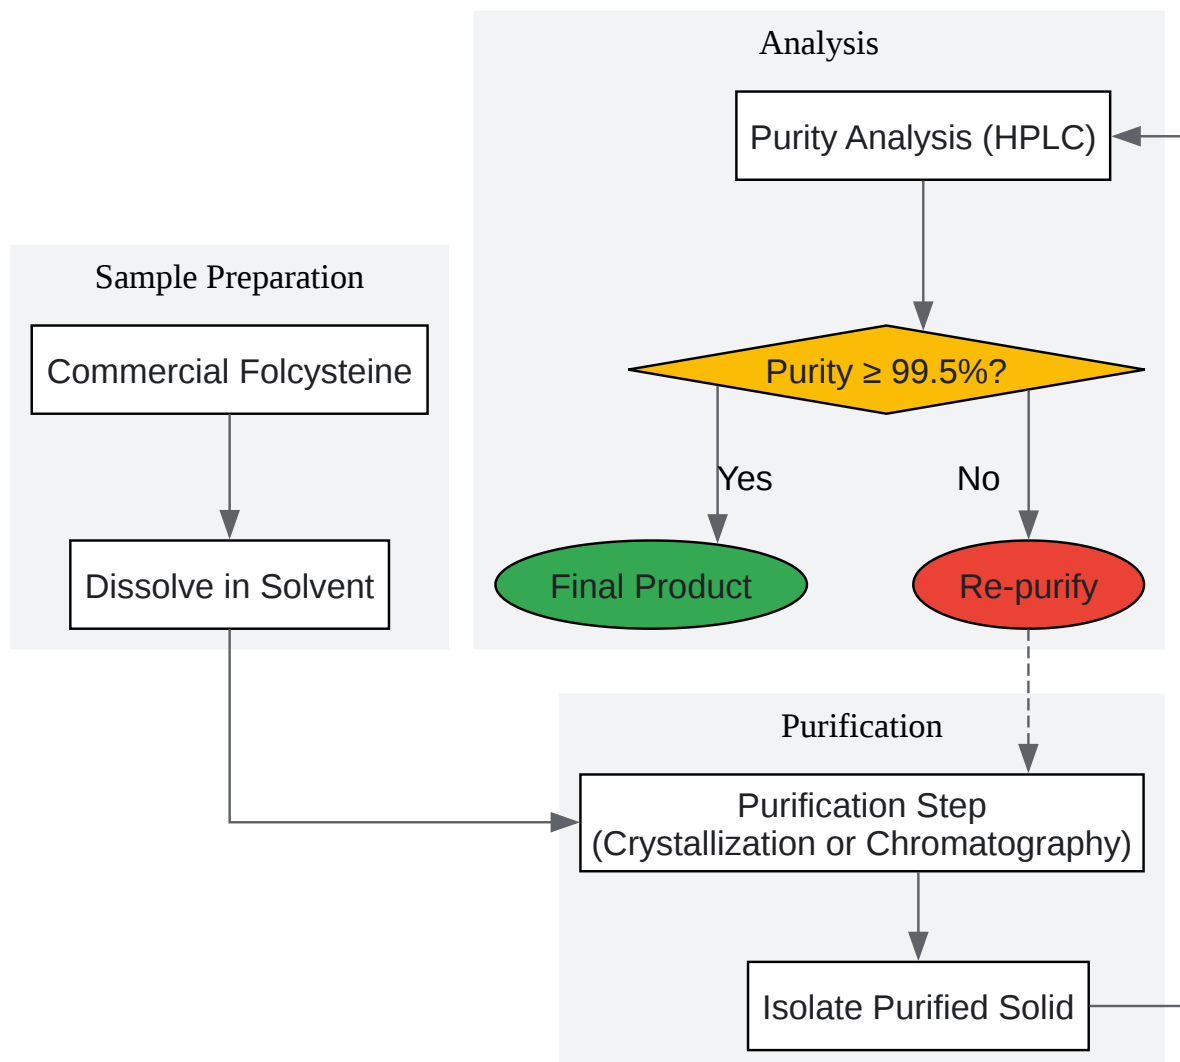 Analysis
Purity Analysis (HPLC)
Sample Preparation
Commercial Folcysteine
Purity ≥ 99.5%?
Yes
No
Dissolve in Solvent
Final Product
Re-purify
Purification
Purification Step
(Crystallization or Chromatography)
Isolate Purified Solid